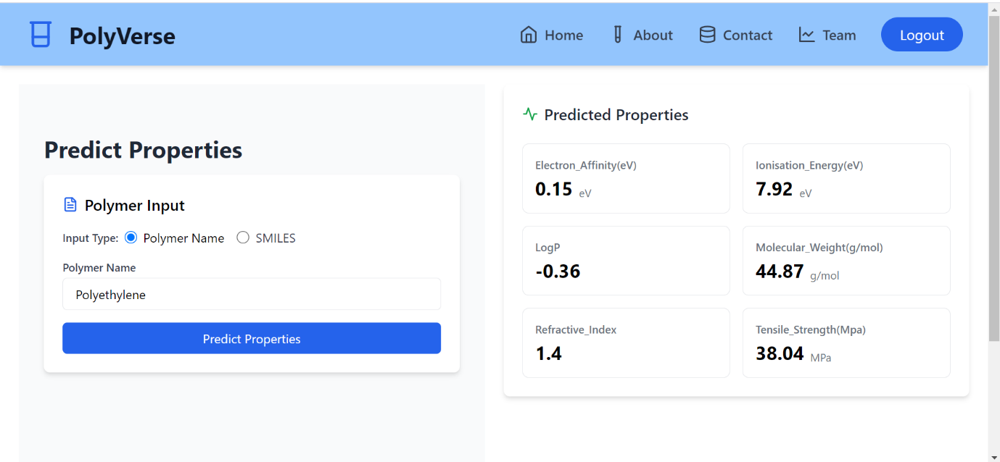 PolyVerse
Home
About
Contact
Team
Logout
Predict Properties
Polymer Input
Input Type: Polymer Name SMILES
Polymer Name
Polyethylene
Predict Properties
Predicted Properties
Electron_Affinity(eV)
0.15 eV
Ionisation_Energy(eV)
7.92 eV
LogP
-0.36
Molecular_Weight(g/mol)
44.87 g/mol
Refractive_Index
1.4
Tensile_Strength(Mpa)
38.04 MPa